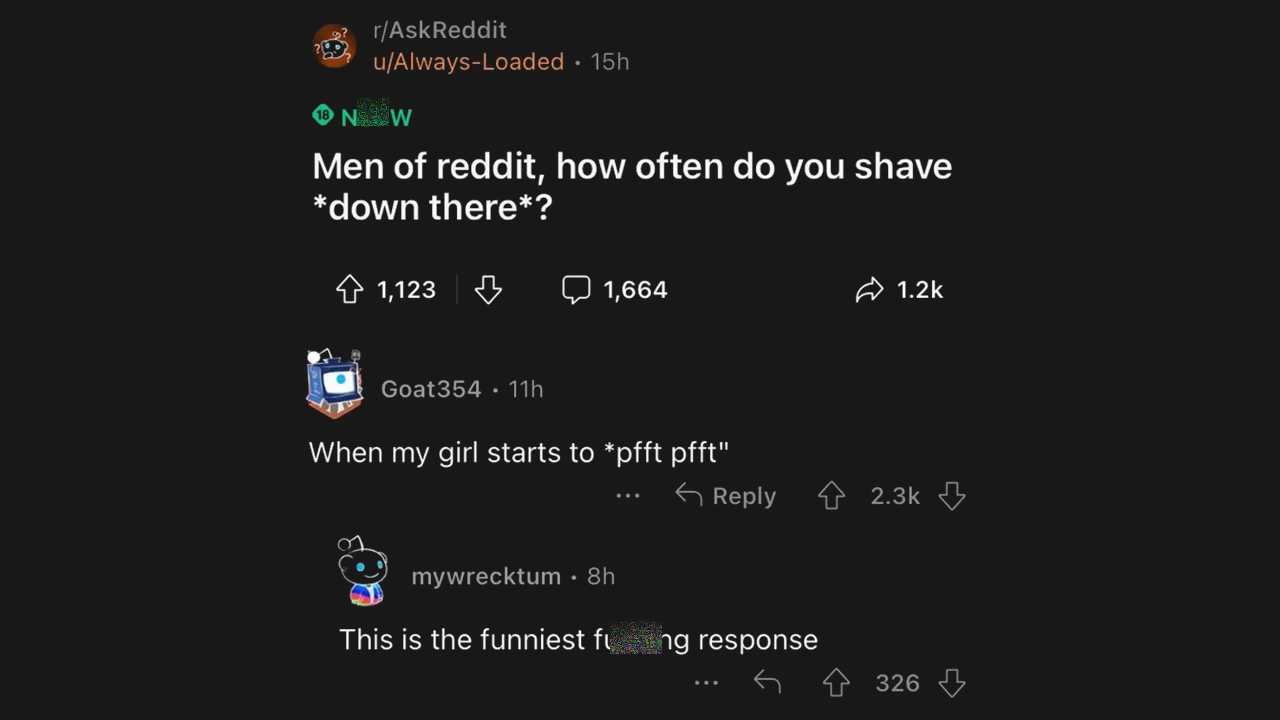 r/AskReddit
u/Always-Loaded • 15h
18
Men of reddit, how often do you shave
*down there*?
1,123 1,664 1.2k
Goat354 • 11h
When my girl starts to *pfft pfft"
... Reply 2.3k
mywrecktum • 8h
This is the funniest response
... 326